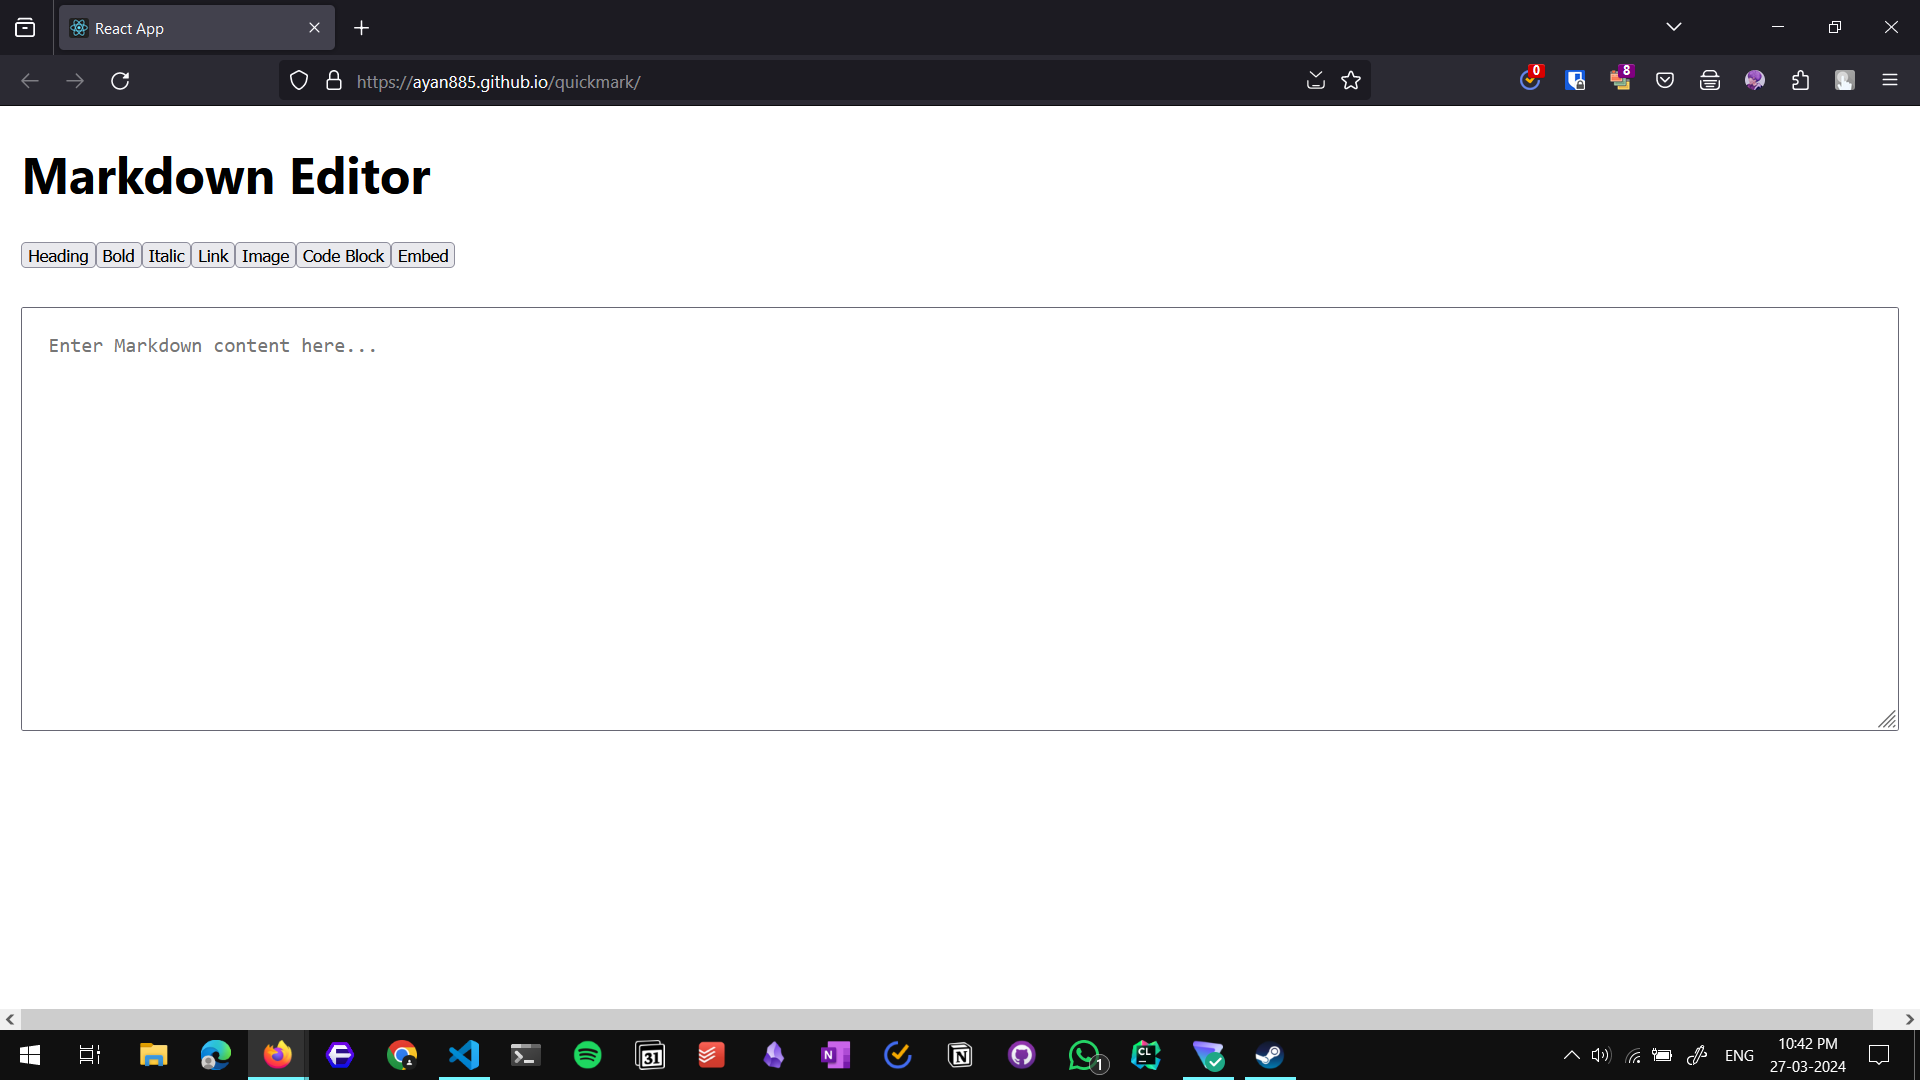 React App
https://ayan885.github.io/quickmark/
0
8
Markdown Editor
Heading Bold Italic Link Image Code Block Embed
Enter Markdown content here...
31
N
N
1
CL
ENG
10:42 PM
27-03-2024